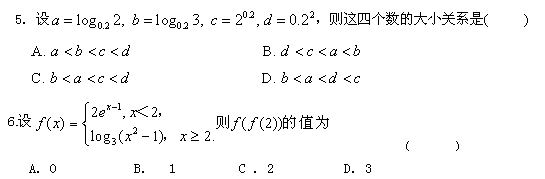 5. 设 a = log₀.₂ 2, b = log₀.₂ 3, c = 2^0.2, d = 0.2²，则这四个数的大小关系是(    )
A. a < b < c < d    B. d < c < a < b
C. b < a < c < d    D. b < a < d < c
6.设 f(x) = { 2e^(x−1), x＜2,
log₃(x²−1), x ≥ 2. 则f(f(2))的值为
(    )
A. 0    B. 1    C . 2    D. 3